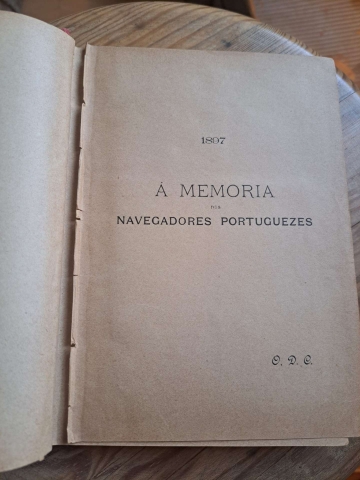 1897
Á MEMORIA
DOS
NAVEGADORES PORTUGUEZES
O. D. O.